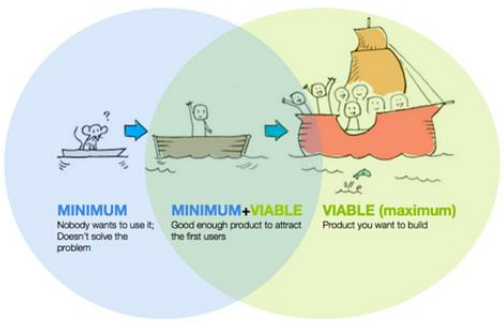 ?
MINIMUM
Nobody wants to use it;
Doesn't solve the
problem
MINIMUM+VIABLE
Good enough product to attract
the first users
VIABLE (maximum)
Product you want to build